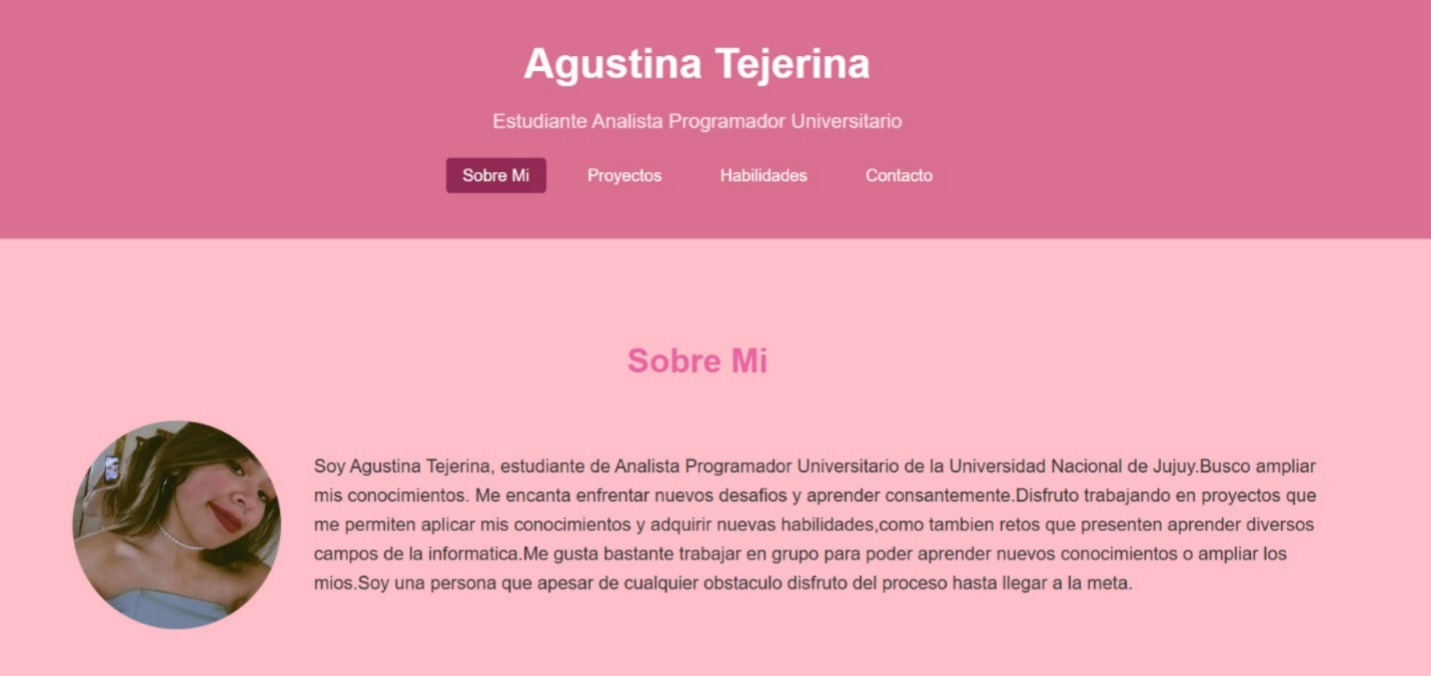 Agustina Tejerina
Estudiante Analista Programador Universitario
Sobre Mi
Proyectos
Habilidades
Contacto
Sobre Mi
Soy Agustina Tejerina, estudiante de Analista Programador Universitario de la Universidad Nacional de Jujuy.Busco ampliar
mis conocimientos. Me encanta enfrentar nuevos desafios y aprender consantemente.Disfruto trabajando en proyectos que
me permiten aplicar mis conocimientos y adquirir nuevas habilidades,como tambien retos que presenten aprender diversos
campos de la informatica.Me gusta bastante trabajar en grupo para poder aprender nuevos conocimientos o ampliar los
mios.Soy una persona que apesar de cualquier obstaculo disfruto del proceso hasta llegar a la meta.